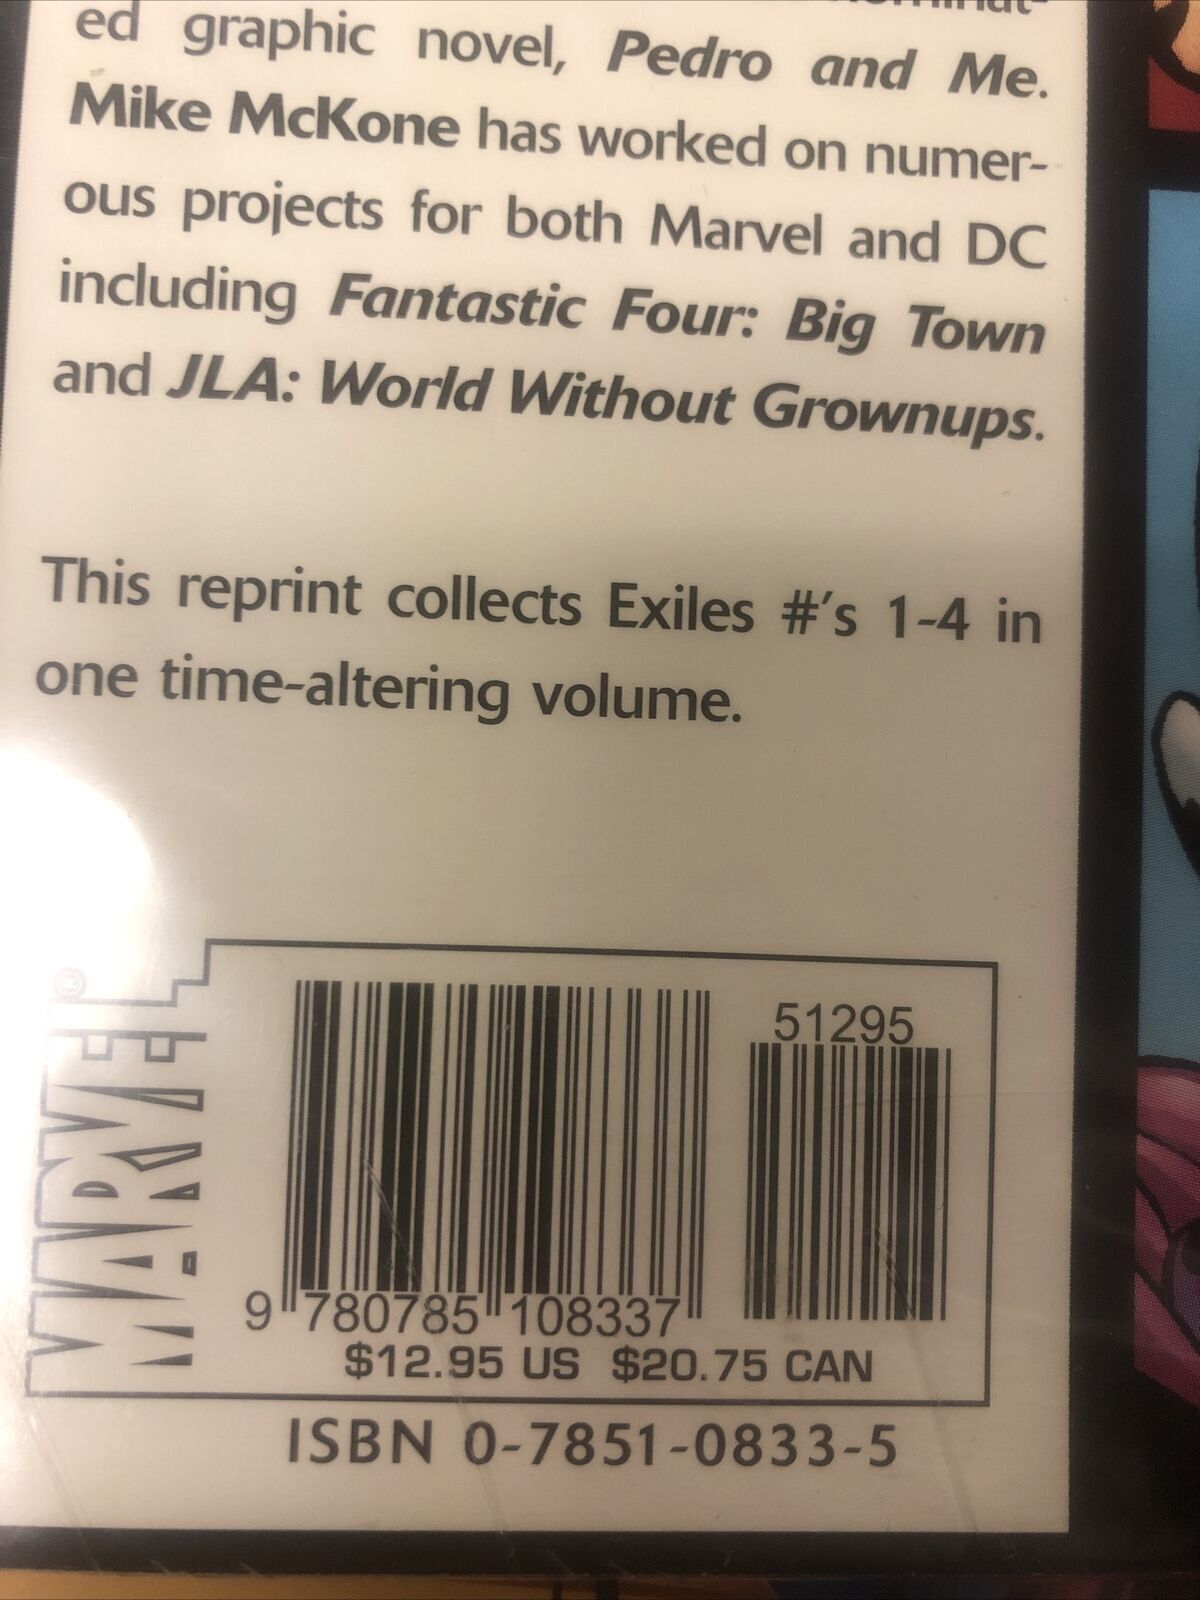 ed graphic novel, Pedro and Me.
Mike McKone has worked on numer-
ous projects for both Marvel and DC
including Fantastic Four: Big Town
and JLA: World Without Grownups.
This reprint collects Exiles #'s 1-4 in
one time-altering volume.
MARVEL®
51295
9 780785 108337
$12.95 US $20.75 CAN
ISBN 0-7851-0833-5